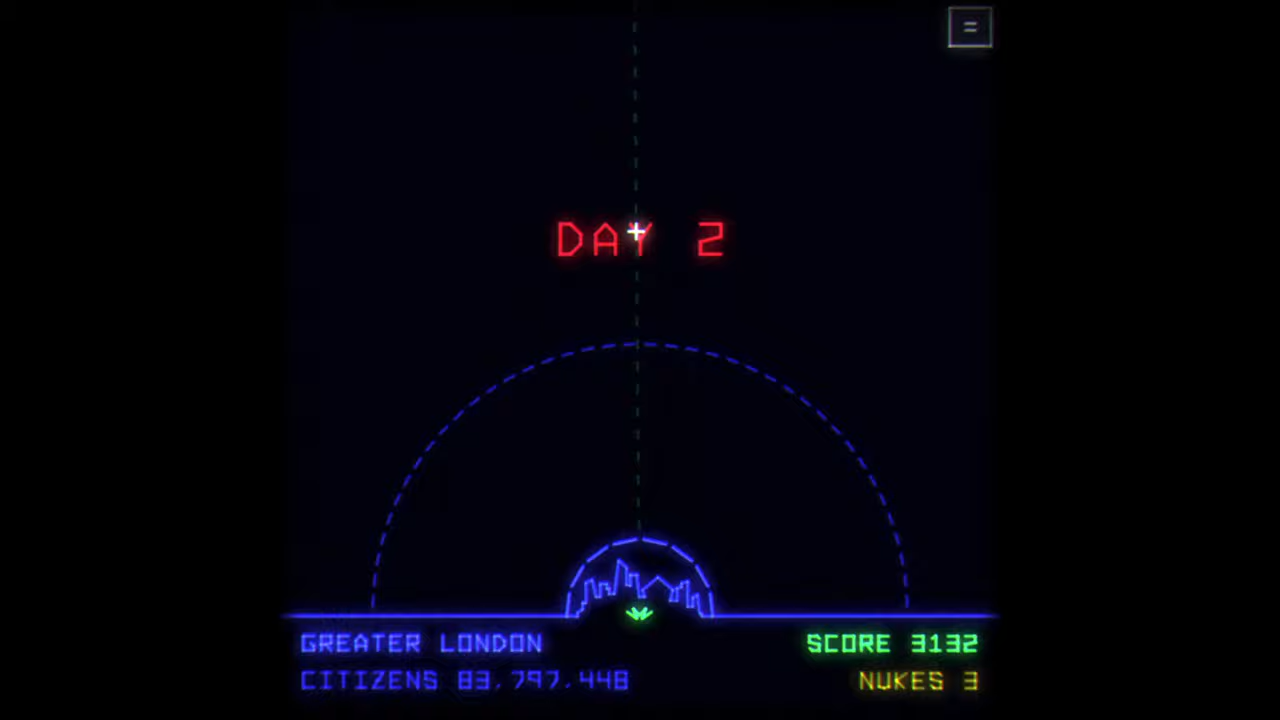 =
DAY 2
GREATER LONDON
SCORE 3132
CITIZENS 83,797,448
NUKES 3